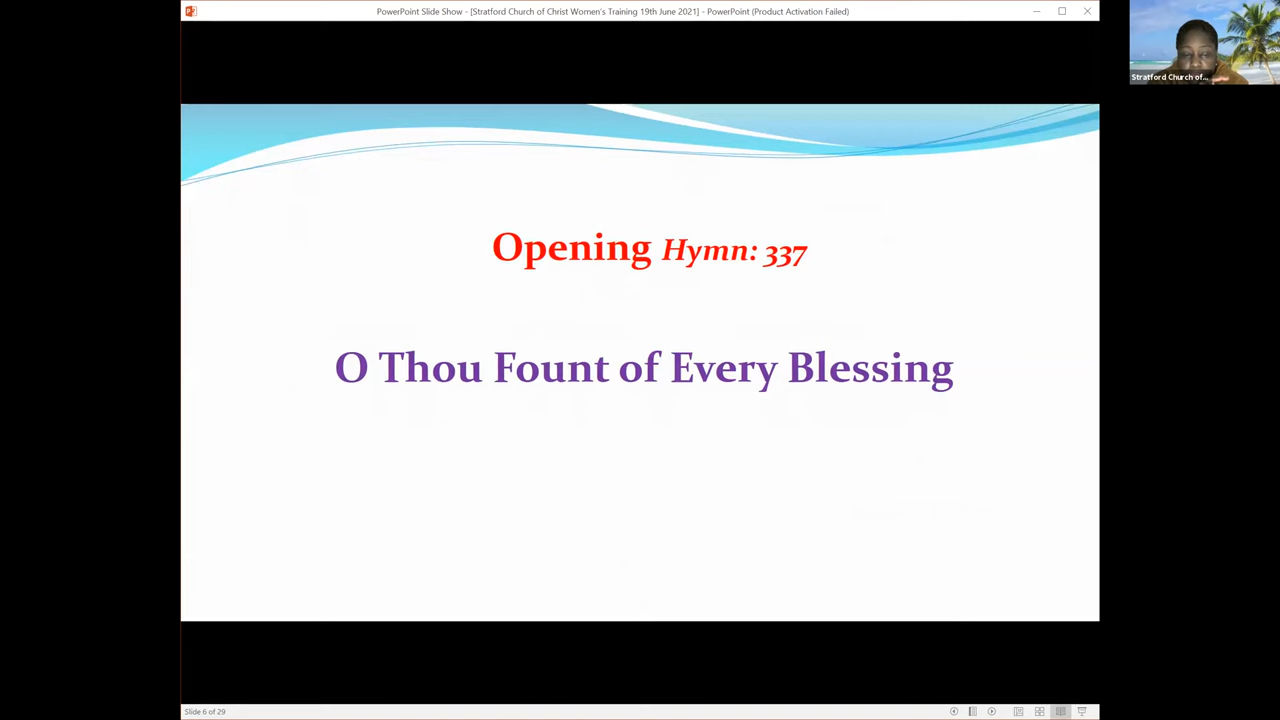 PowerPoint Slide Show - [Stratford Church of Christ Women's Training 19th June 2021] - PowerPoint (Product Activation Failed)
Stratford Church of...
Opening Hymn: 337
O Thou Fount of Every Blessing
Slide 6 of 29